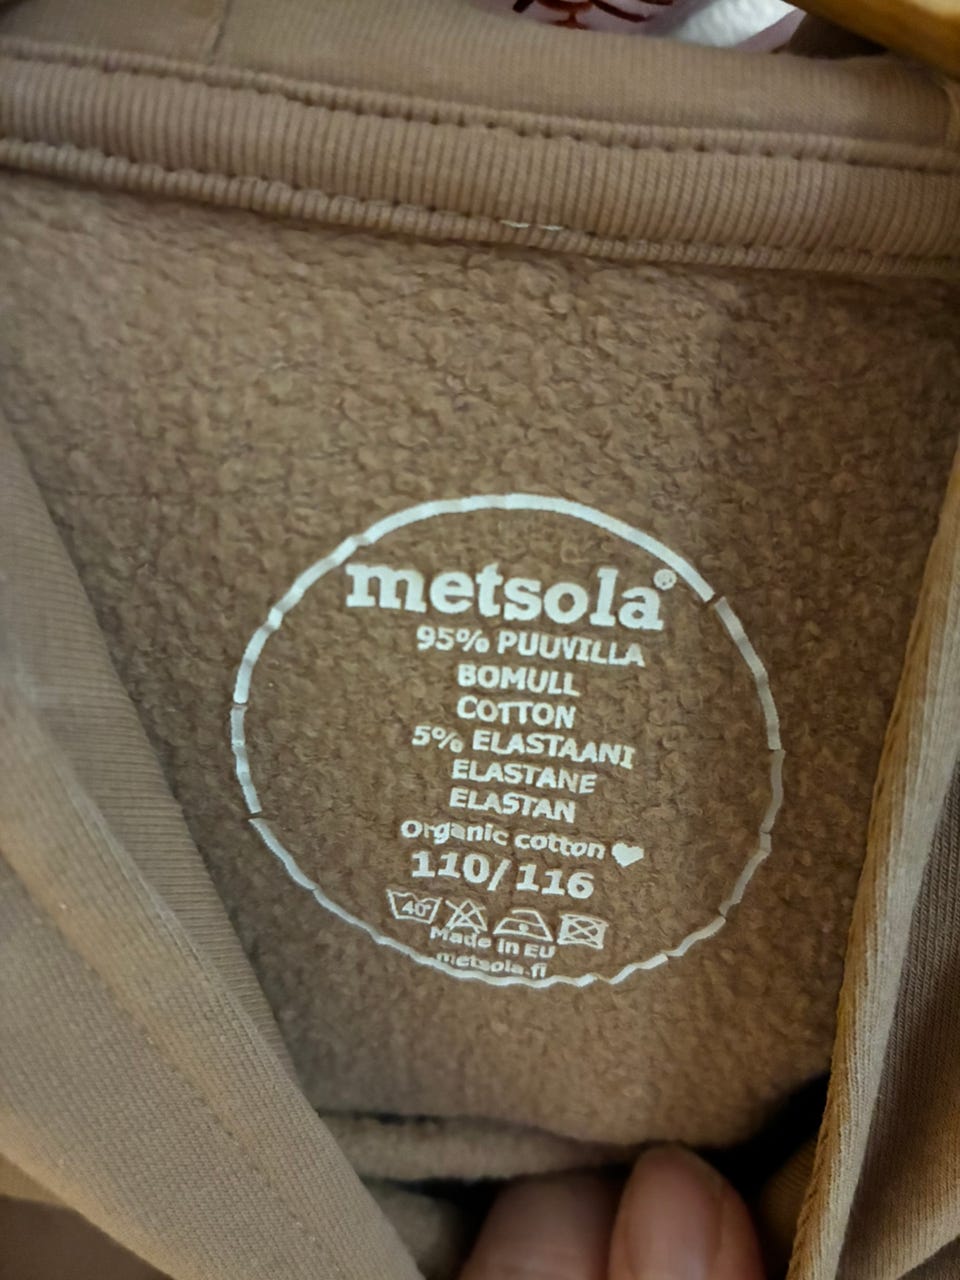 metsola®
95% PUUVILLA
BOMULL
COTTON
5% ELASTAANI
ELASTANE
ELASTAN
Organic cotton ♥
110/116
40°
Made in EU
metsola.fi